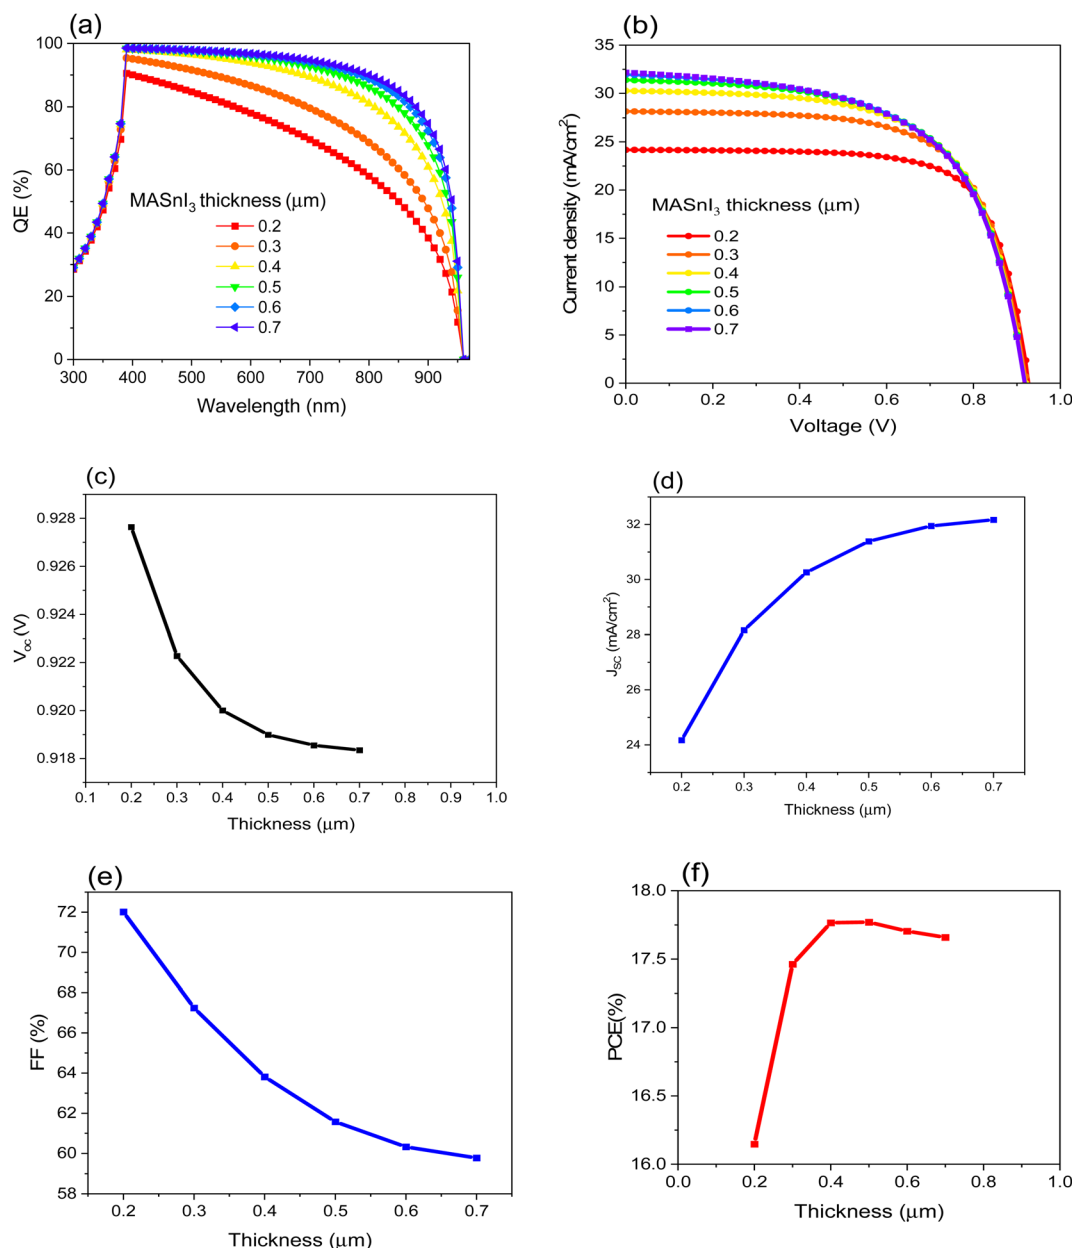 (a)
100
80
60
40
20
0
QE (%)
MASnI3 thickness (μm)
0.2
0.3
0.4
0.5
0.6
0.7
300 400 500 600 700 800 900
Wavelength (nm)
(b)
35
30
25
20
15
10
5
0
Current density (mA/cm²)
MASnI3 thickness (μm)
0.2
0.3
0.4
0.5
0.6
0.7
0.0 0.2 0.4 0.6 0.8 1.0
Voltage (V)
(c)
0.928
0.926
0.924
0.922
0.920
0.918
Voc (V)
0.1 0.2 0.3 0.4 0.5 0.6 0.7 0.8 0.9 1.0
Thickness (μm)
(d)
32
30
28
26
24
JSC (mA/cm²)
0.2 0.3 0.4 0.5 0.6 0.7
Thickness (μm)
(e)
72
70
68
66
64
62
60
58
FF (%)
0.2 0.3 0.4 0.5 0.6 0.7
Thickness (μm)
(f)
18.0
17.5
17.0
16.5
16.0
PCE(%)
0.0 0.2 0.4 0.6 0.8 1.0
Thickness (μm)